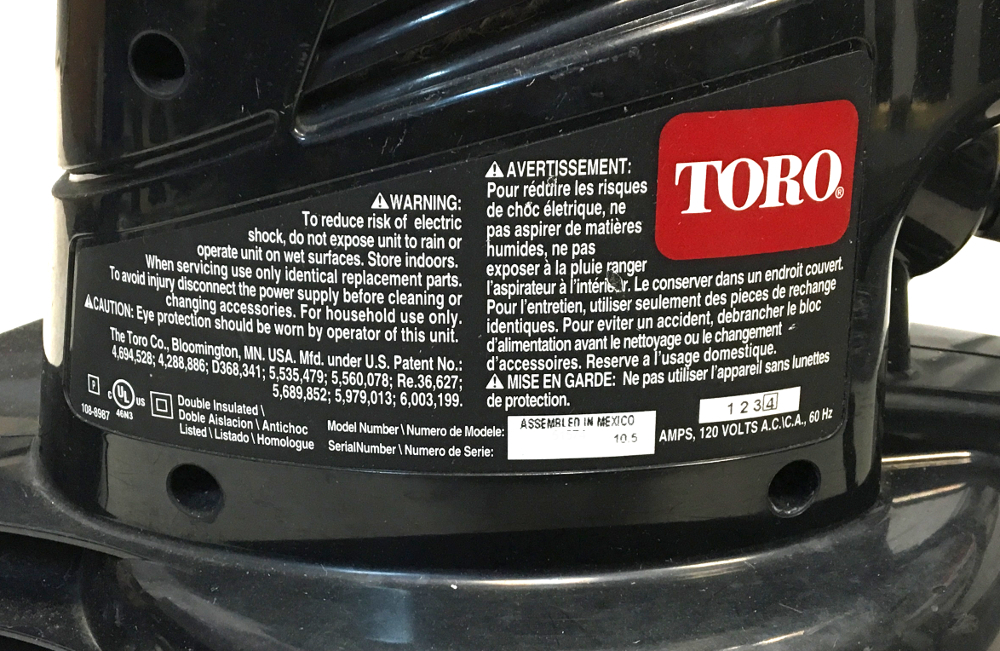 ⚠WARNING:
To reduce risk of electric
shock, do not expose unit to rain or
operate unit on wet surfaces. Store indoors.
When servicing use only identical replacement parts.
To avoid injury disconnect the power supply before cleaning or
changing accessories. For household use only.
⚠CAUTION: Eye protection should be worn by operator of this unit.
The Toro Co., Bloomington, MN. USA. Mfd. under U.S. Patent No.:
4,694,528; 4,288,886; D368,341; 5,535,479; 5,560,078; Re.36,627;
5,689,852; 5,979,013; 6,003,199.
⚠ AVERTISSEMENT:
Pour réduire les risques
de choc életrique, ne
pas aspirer de matières
humides, ne pas
exposer à la pluie ranger
l'aspirateur à l'intérieur. Le conserver dans un endroit couvert.
Pour l'entretien, utiliser seulement des pieces de rechange
identiques. Pour eviter un accident, debrancher le bloc
d'alimentation avant le nettoyage ou le changement
d'accessoires. Reserve a l'usage domestique.
⚠ MISE EN GARDE: Ne pas utiliser l'appareil sans lunettes
de protection.
TORO®
P
108-8987
C UL US
46N3
Double Insulated \
Doble Aislacion \ Antichoc
Listed \ Listado \ Homologue
Model Number \ Numero de Modele:
SerialNumber \ Numero de Serie:
ASSEMBLED IN MEXICO
10.5
1 2 3 4
AMPS, 120 VOLTS A.C.\C.A., 60 Hz